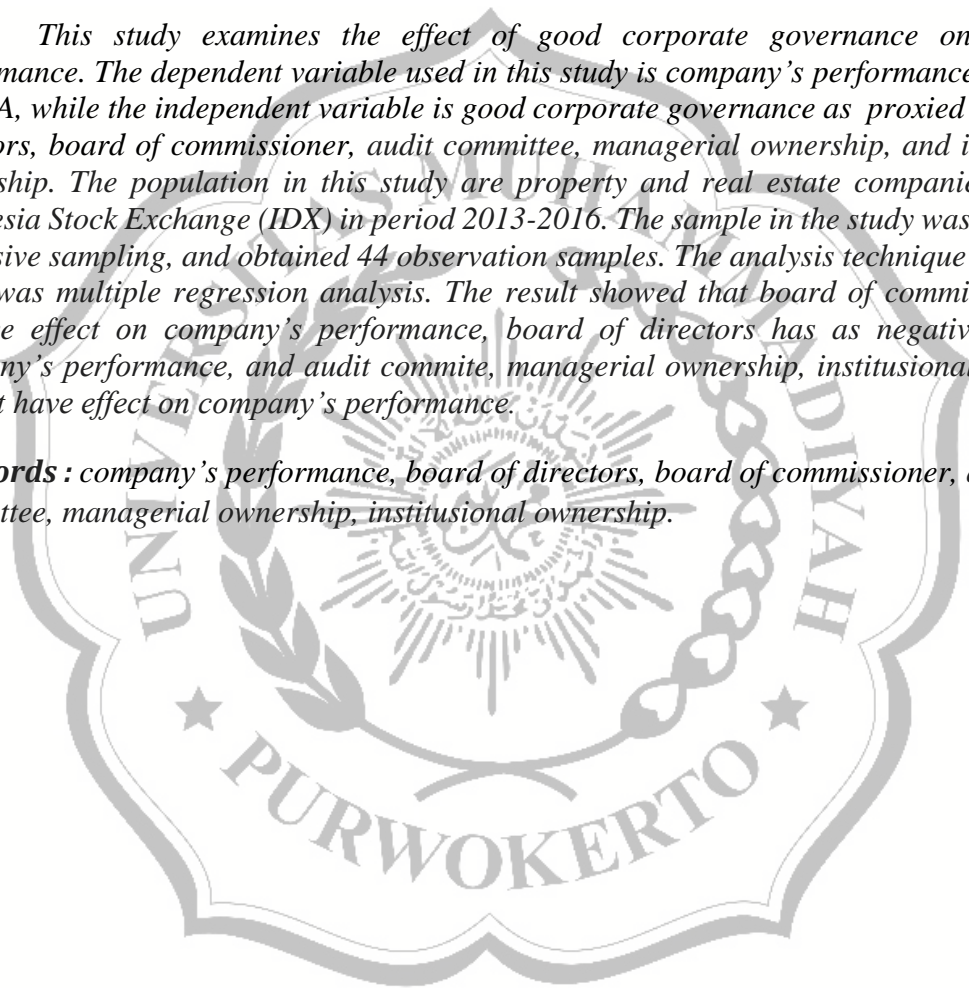 This study examines the effect of good corporate governance on
mance. The dependent variable used in this study is company's performance
A, while the independent variable is good corporate governance as proxied
ors, board of commissioner, audit committee, managerial ownership, and i
ship. The population in this study are property and real estate companie
esia Stock Exchange (IDX) in period 2013-2016. The sample in the study was
sive sampling, and obtained 44 observation samples. The analysis technique
was multiple regression analysis. The result showed that board of commi
e effect on company's performance, board of directors has as negativ
ny's performance, and audit commite, managerial ownership, institusional
t have effect on company's performance.
ords : company's performance, board of directors, board of commissioner,
ttee, managerial ownership, institusional ownership.
UNIVERSITAS MUHAMMADIYAH
PURWOKERTO